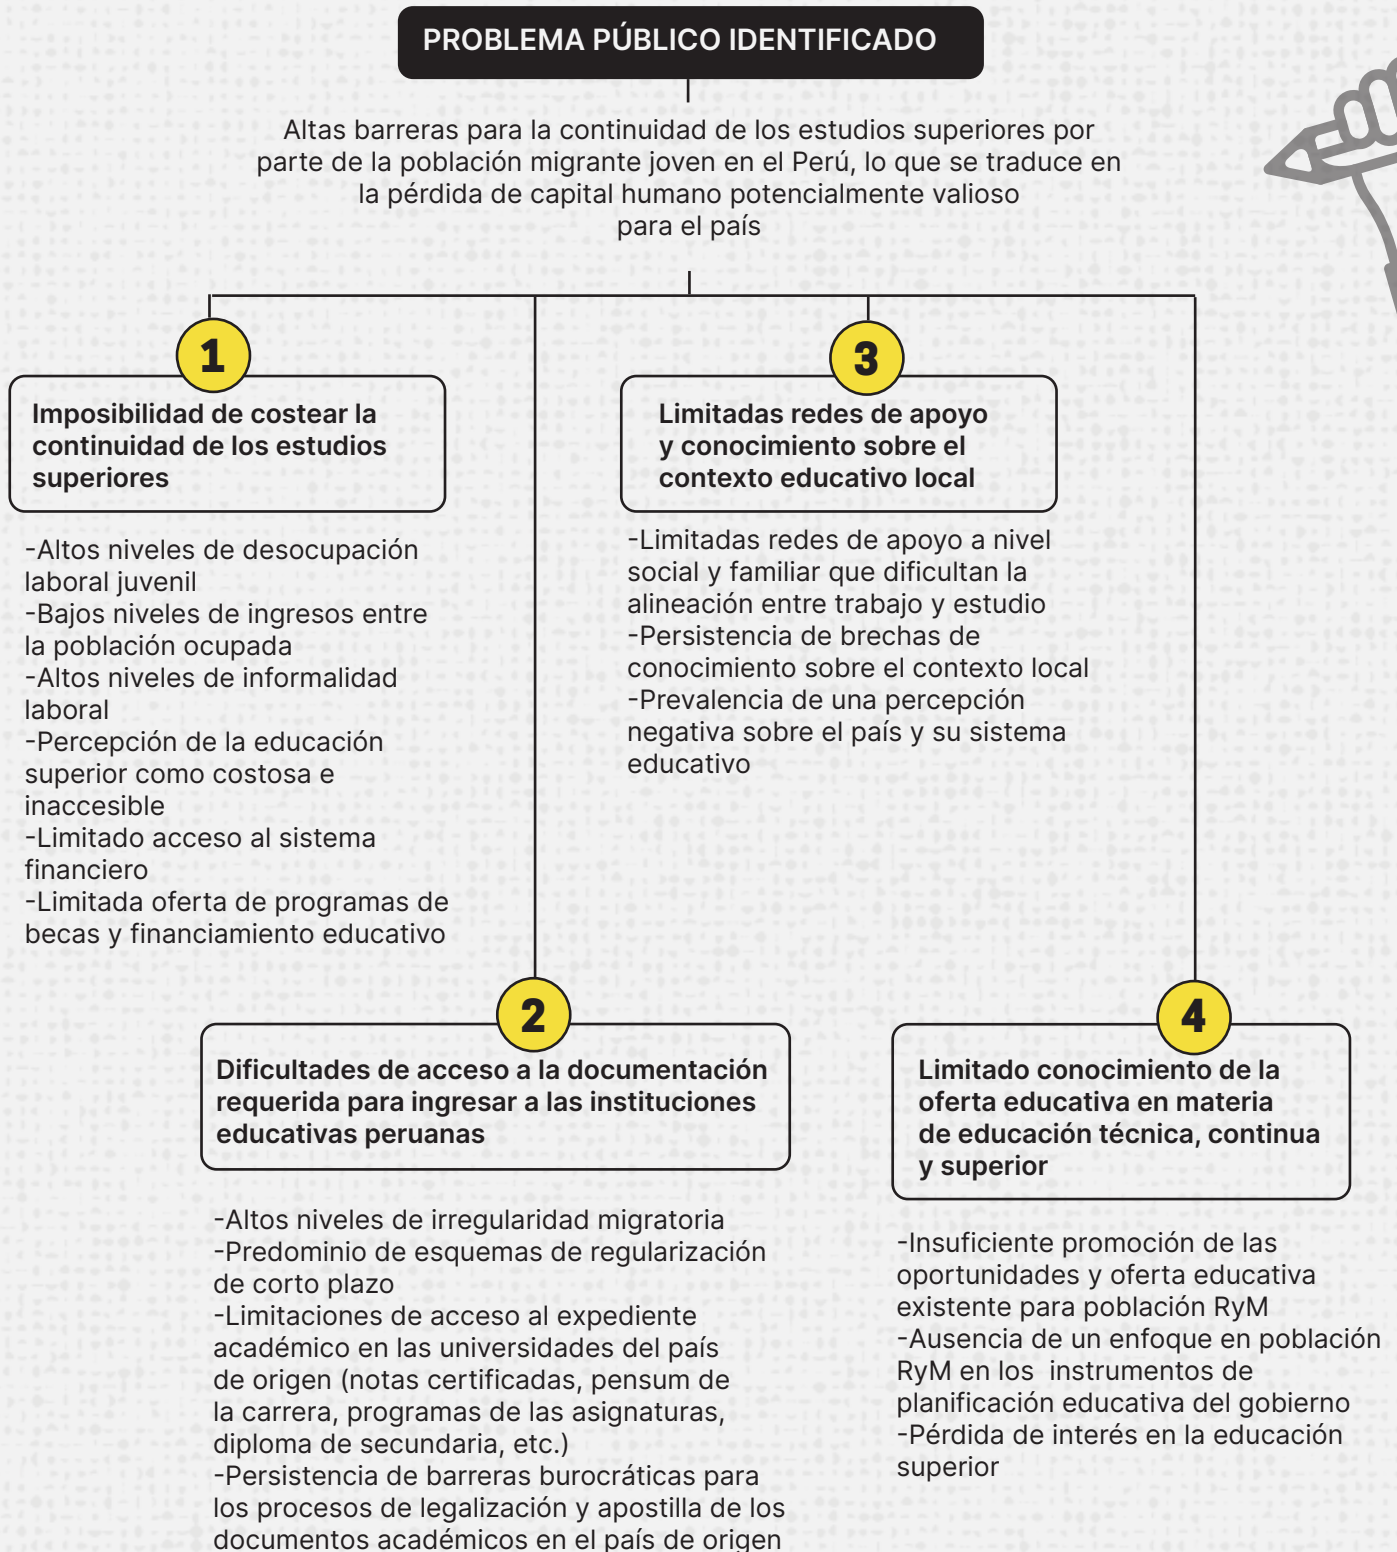 PROBLEMA PÚBLICO IDENTIFICADO
Altas barreras para la continuidad de los estudios superiores por
parte de la población migrante joven en el Perú, lo que se traduce en
la pérdida de capital humano potencialmente valioso
para el país
1
Imposibilidad de costear la
continuidad de los estudios
superiores
-Altos niveles de desocupación
laboral juvenil
-Bajos niveles de ingresos entre
la población ocupada
-Altos niveles de informalidad
laboral
-Percepción de la educación
superior como costosa e
inaccesible
-Limitado acceso al sistema
financiero
-Limitada oferta de programas de
becas y financiamiento educativo
2
Dificultades de acceso a la documentación
requerida para ingresar a las instituciones
educativas peruanas
-Altos niveles de irregularidad migratoria
-Predominio de esquemas de regularización
de corto plazo
-Limitaciones de acceso al expediente
académico en las universidades del país
de origen (notas certificadas, pensum de
la carrera, programas de las asignaturas,
diploma de secundaria, etc.)
-Persistencia de barreras burocráticas para
los procesos de legalización y apostilla de los
documentos académicos en el país de origen
3
Limitadas redes de apoyo
y conocimiento sobre el
contexto educativo local
-Limitadas redes de apoyo a nivel
social y familiar que dificultan la
alineación entre trabajo y estudio
-Persistencia de brechas de
conocimiento sobre el contexto local
-Prevalencia de una percepción
negativa sobre el país y su sistema
educativo
4
Limitado conocimiento de la
oferta educativa en materia
de educación técnica, continua
y superior
-Insuficiente promoción de las
oportunidades y oferta educativa
existente para población RyM
-Ausencia de un enfoque en población
RyM en los instrumentos de
planificación educativa del gobierno
-Pérdida de interés en la educación
superior